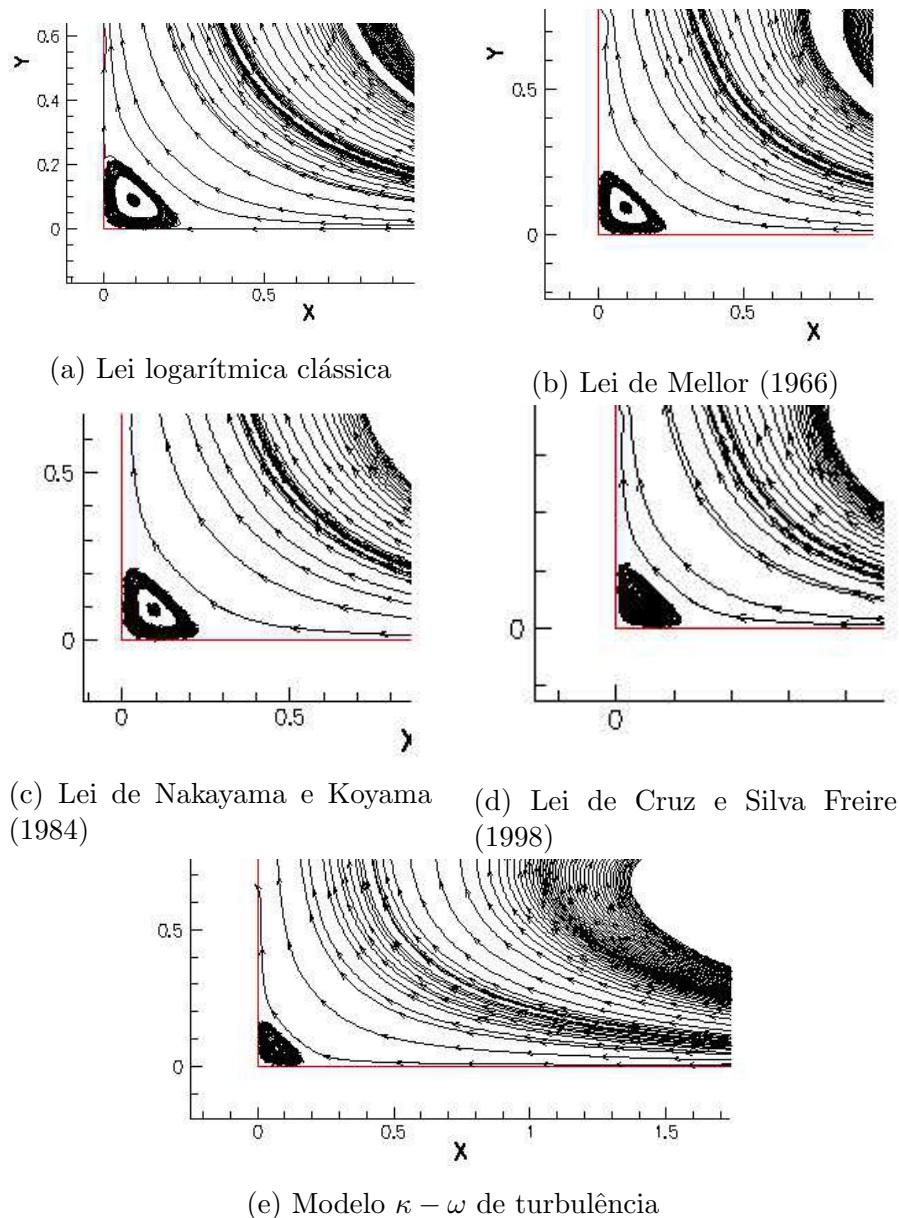 0.6
Y
0.4
0.2
0
0
0.5
X
(a) Lei logarítmica clássica
Y
0.5
0
0
0.5
X
(b) Lei de Mellor (1966)
0.5
0
0
0.5
X
(c) Lei de Nakayama e Koyama
(1984)
0
0
(d) Lei de Cruz e Silva Freire
(1998)
0.5
0
0
0.5
1
1.5
X
(e) Modelo κ − ω de turbulência